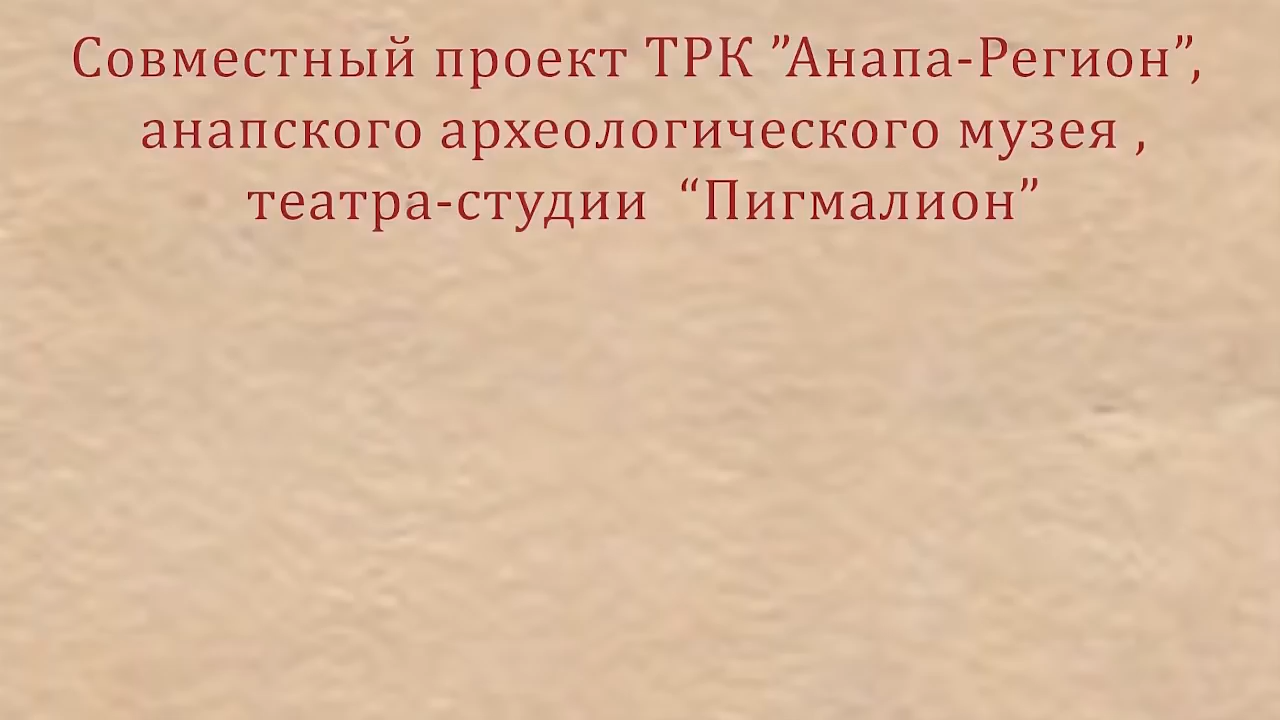 Совместный проект ТРК ”Анапа-Регион”,
анапского археологического музея ,
театра-студии “Пигмалион”